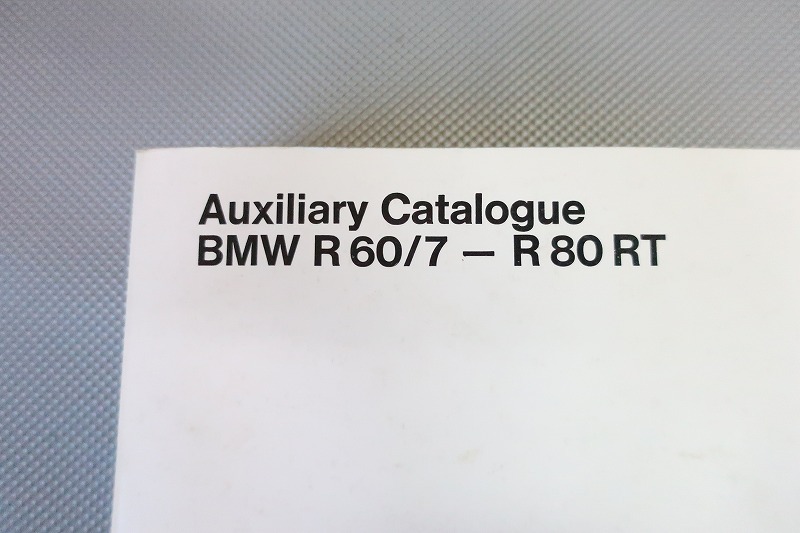 Auxiliary Catalogue
BMW R 60/7 — R 80 RT